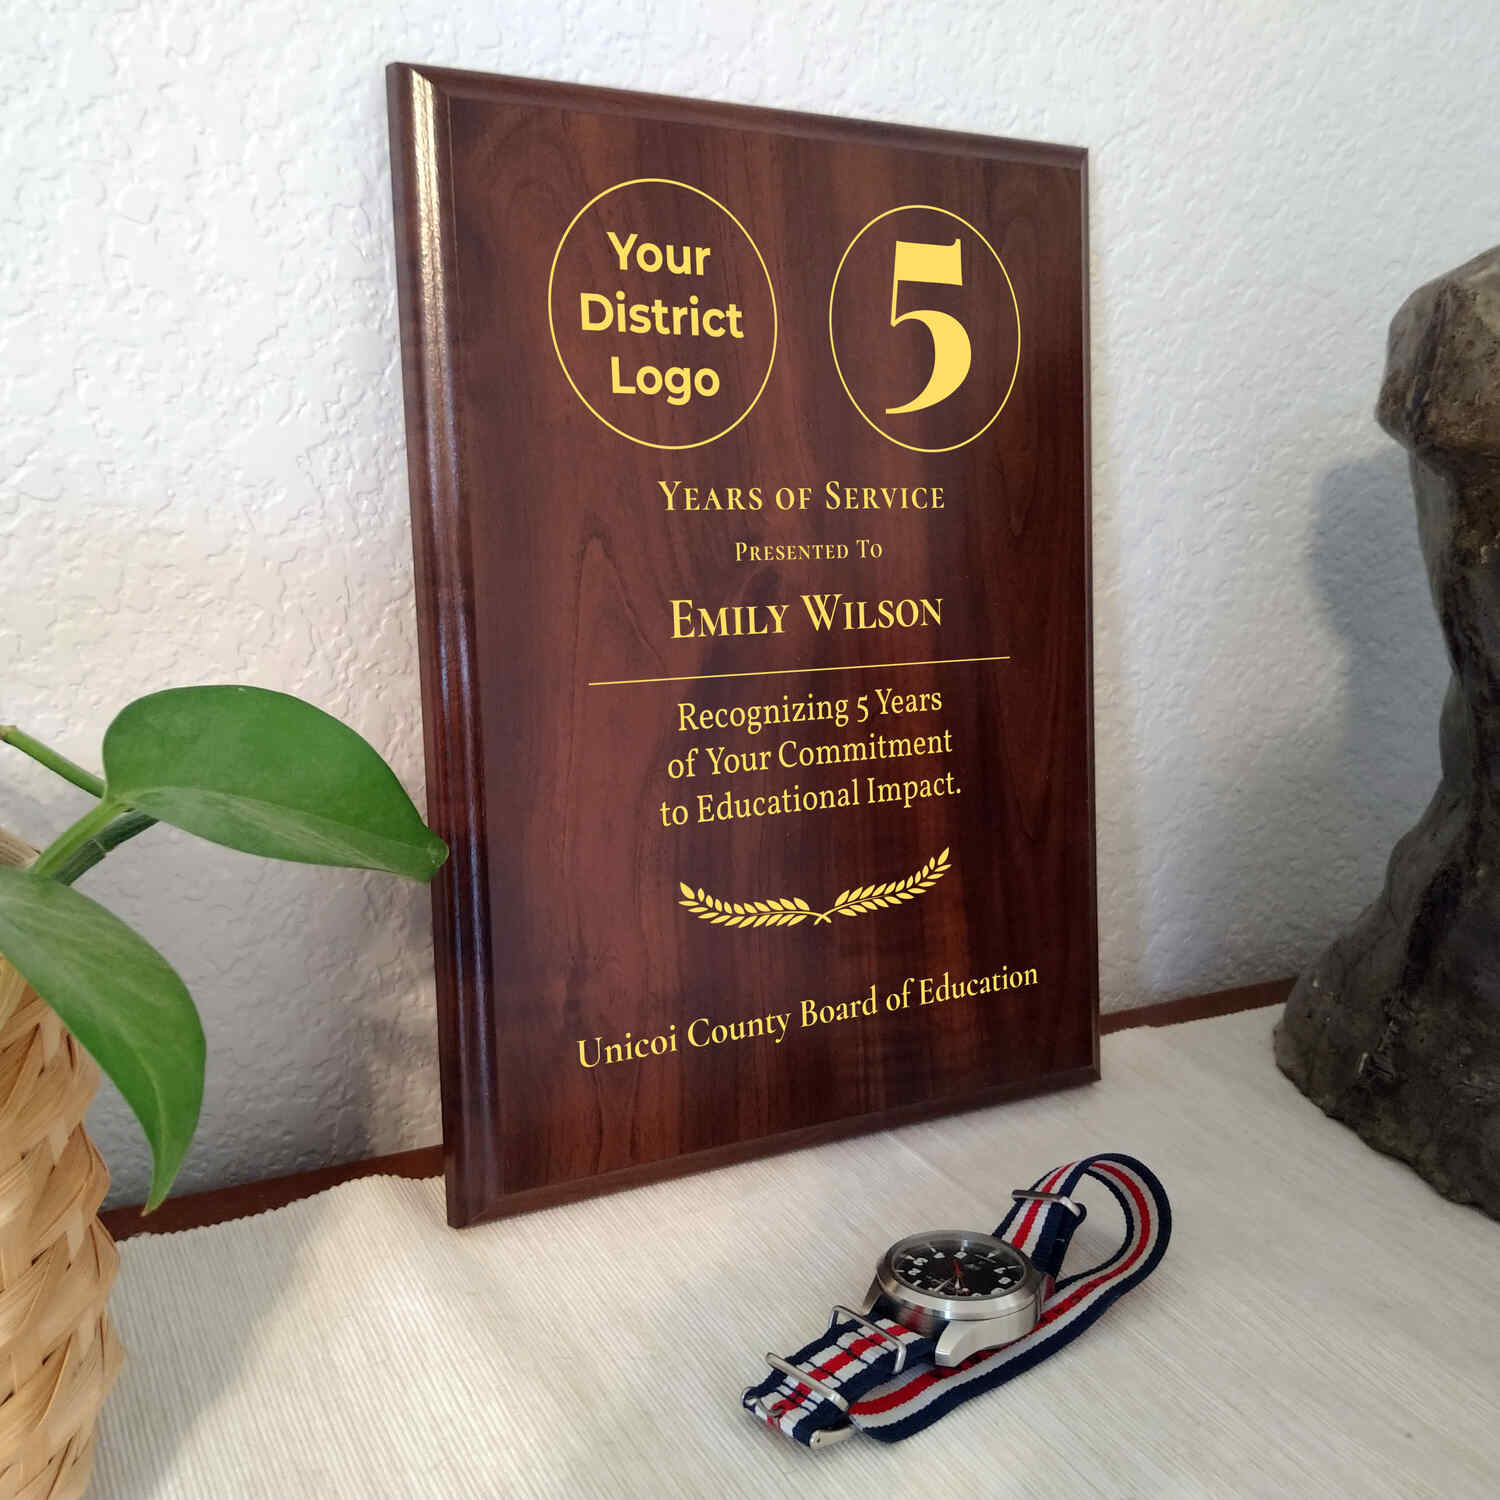 Your
District
Logo
5
Years of Service
Presented To
Emily Wilson
Recognizing 5 Years
of Your Commitment
to Educational Impact.
Unicoi County Board of Education